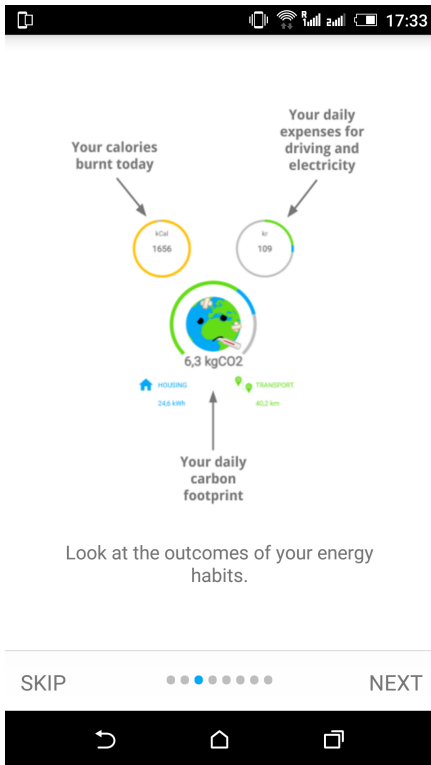 R 2 17:33
Your daily
expenses for
driving and
electricity
Your calories
burnt today
kCal
1656
kr
109
6,3 kgCO2
HOUSING
24,6 kWh
TRANSPORT
40,2 km
Your daily
carbon
footprint
Look at the outcomes of your energy
habits.
SKIP
NEXT